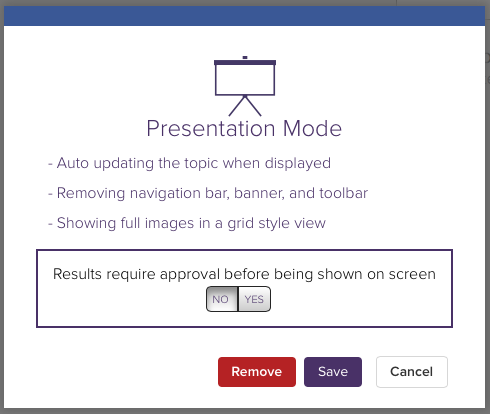 Presentation Mode
- Auto updating the topic when displayed
- Removing navigation bar, banner, and toolbar
- Showing full images in a grid style view
Results require approval before being shown on screen
NO YES
Remove Save Cancel